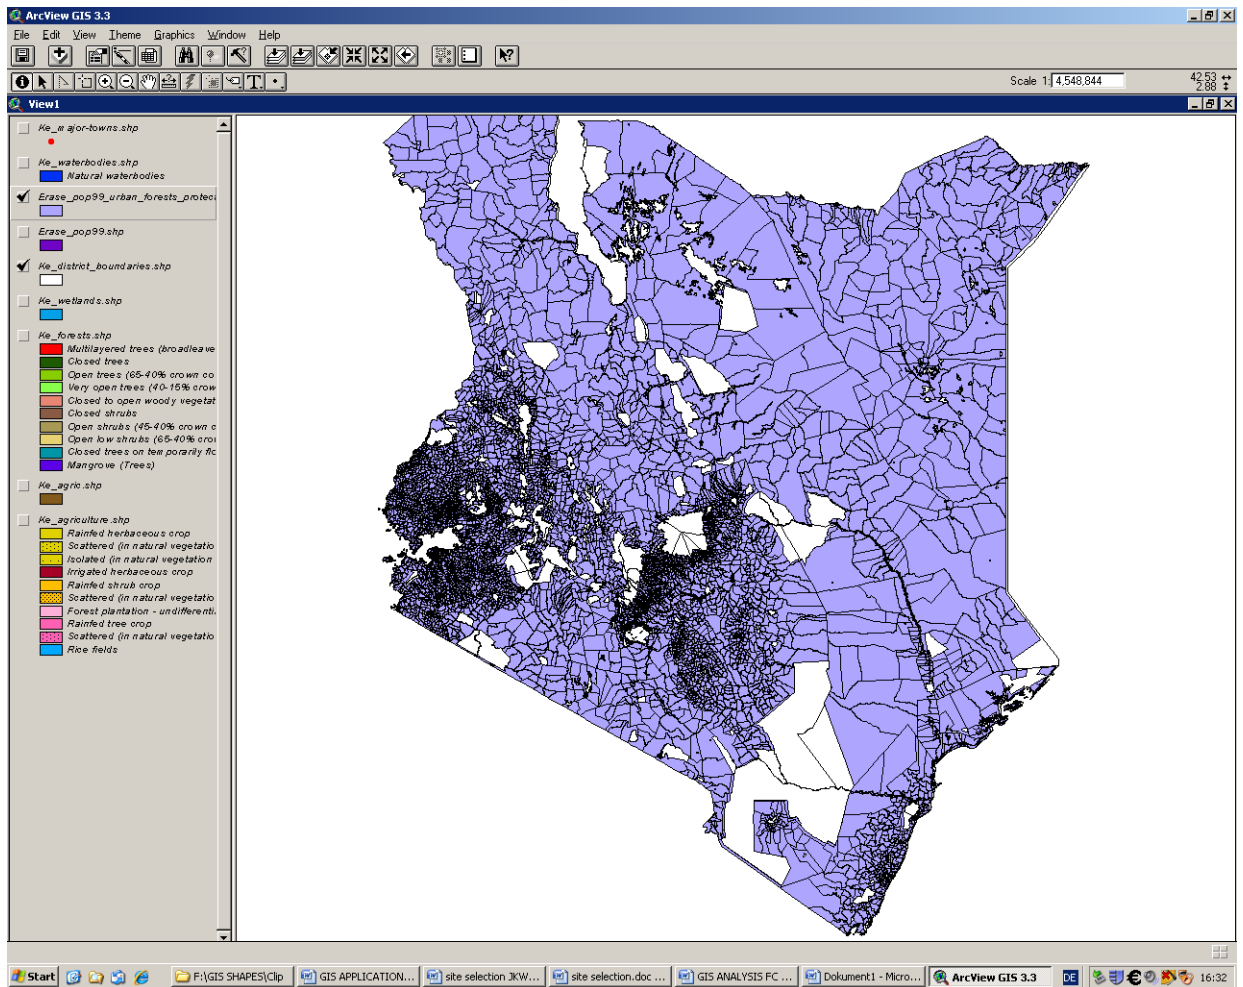 ArcView GIS 3.3
File Edit View Theme Graphics Window Help
Scale 1: 4,548,844
42.53
2.88
View1
Ke_major-towns.shp
Ke_waterbodies.shp
Natural waterbodies
Erase_pop99_urban_forests_protect
Erase_pop99.shp
Ke_district_boundaries.shp
Ke_wetlands.shp
Ke_forests.shp
Multilayered trees (broadleave
Closed trees
Open trees (65-40% crown co
Very open trees (40-15% crow
Closed to open woody vegetat
Closed shrubs
Open shrubs (45-40% crown c
Open low shrubs (65-40% crow
Closed trees on temporarily flo
Mangrove (Trees)
Ke_agric.shp
Ke_agriculture.shp
Rainfed herbaceous crop
Scattered (in natural vegetatio
Isolated (in natural vegetation
Irrigated herbaceous crop
Rainfed shrub crop
Scattered (in natural vegetatio
Forest plantation - undifferenti
Rainfed tree crop
Scattered (in natural vegetatio
Rice fields
Start F:\GIS SHAPES\Clip GIS APPLICATION... site selection JKW... site selection.doc ... GIS ANALYSIS FC ... Dokument1 - Micro... ArcView GIS 3.3 DE 16:32